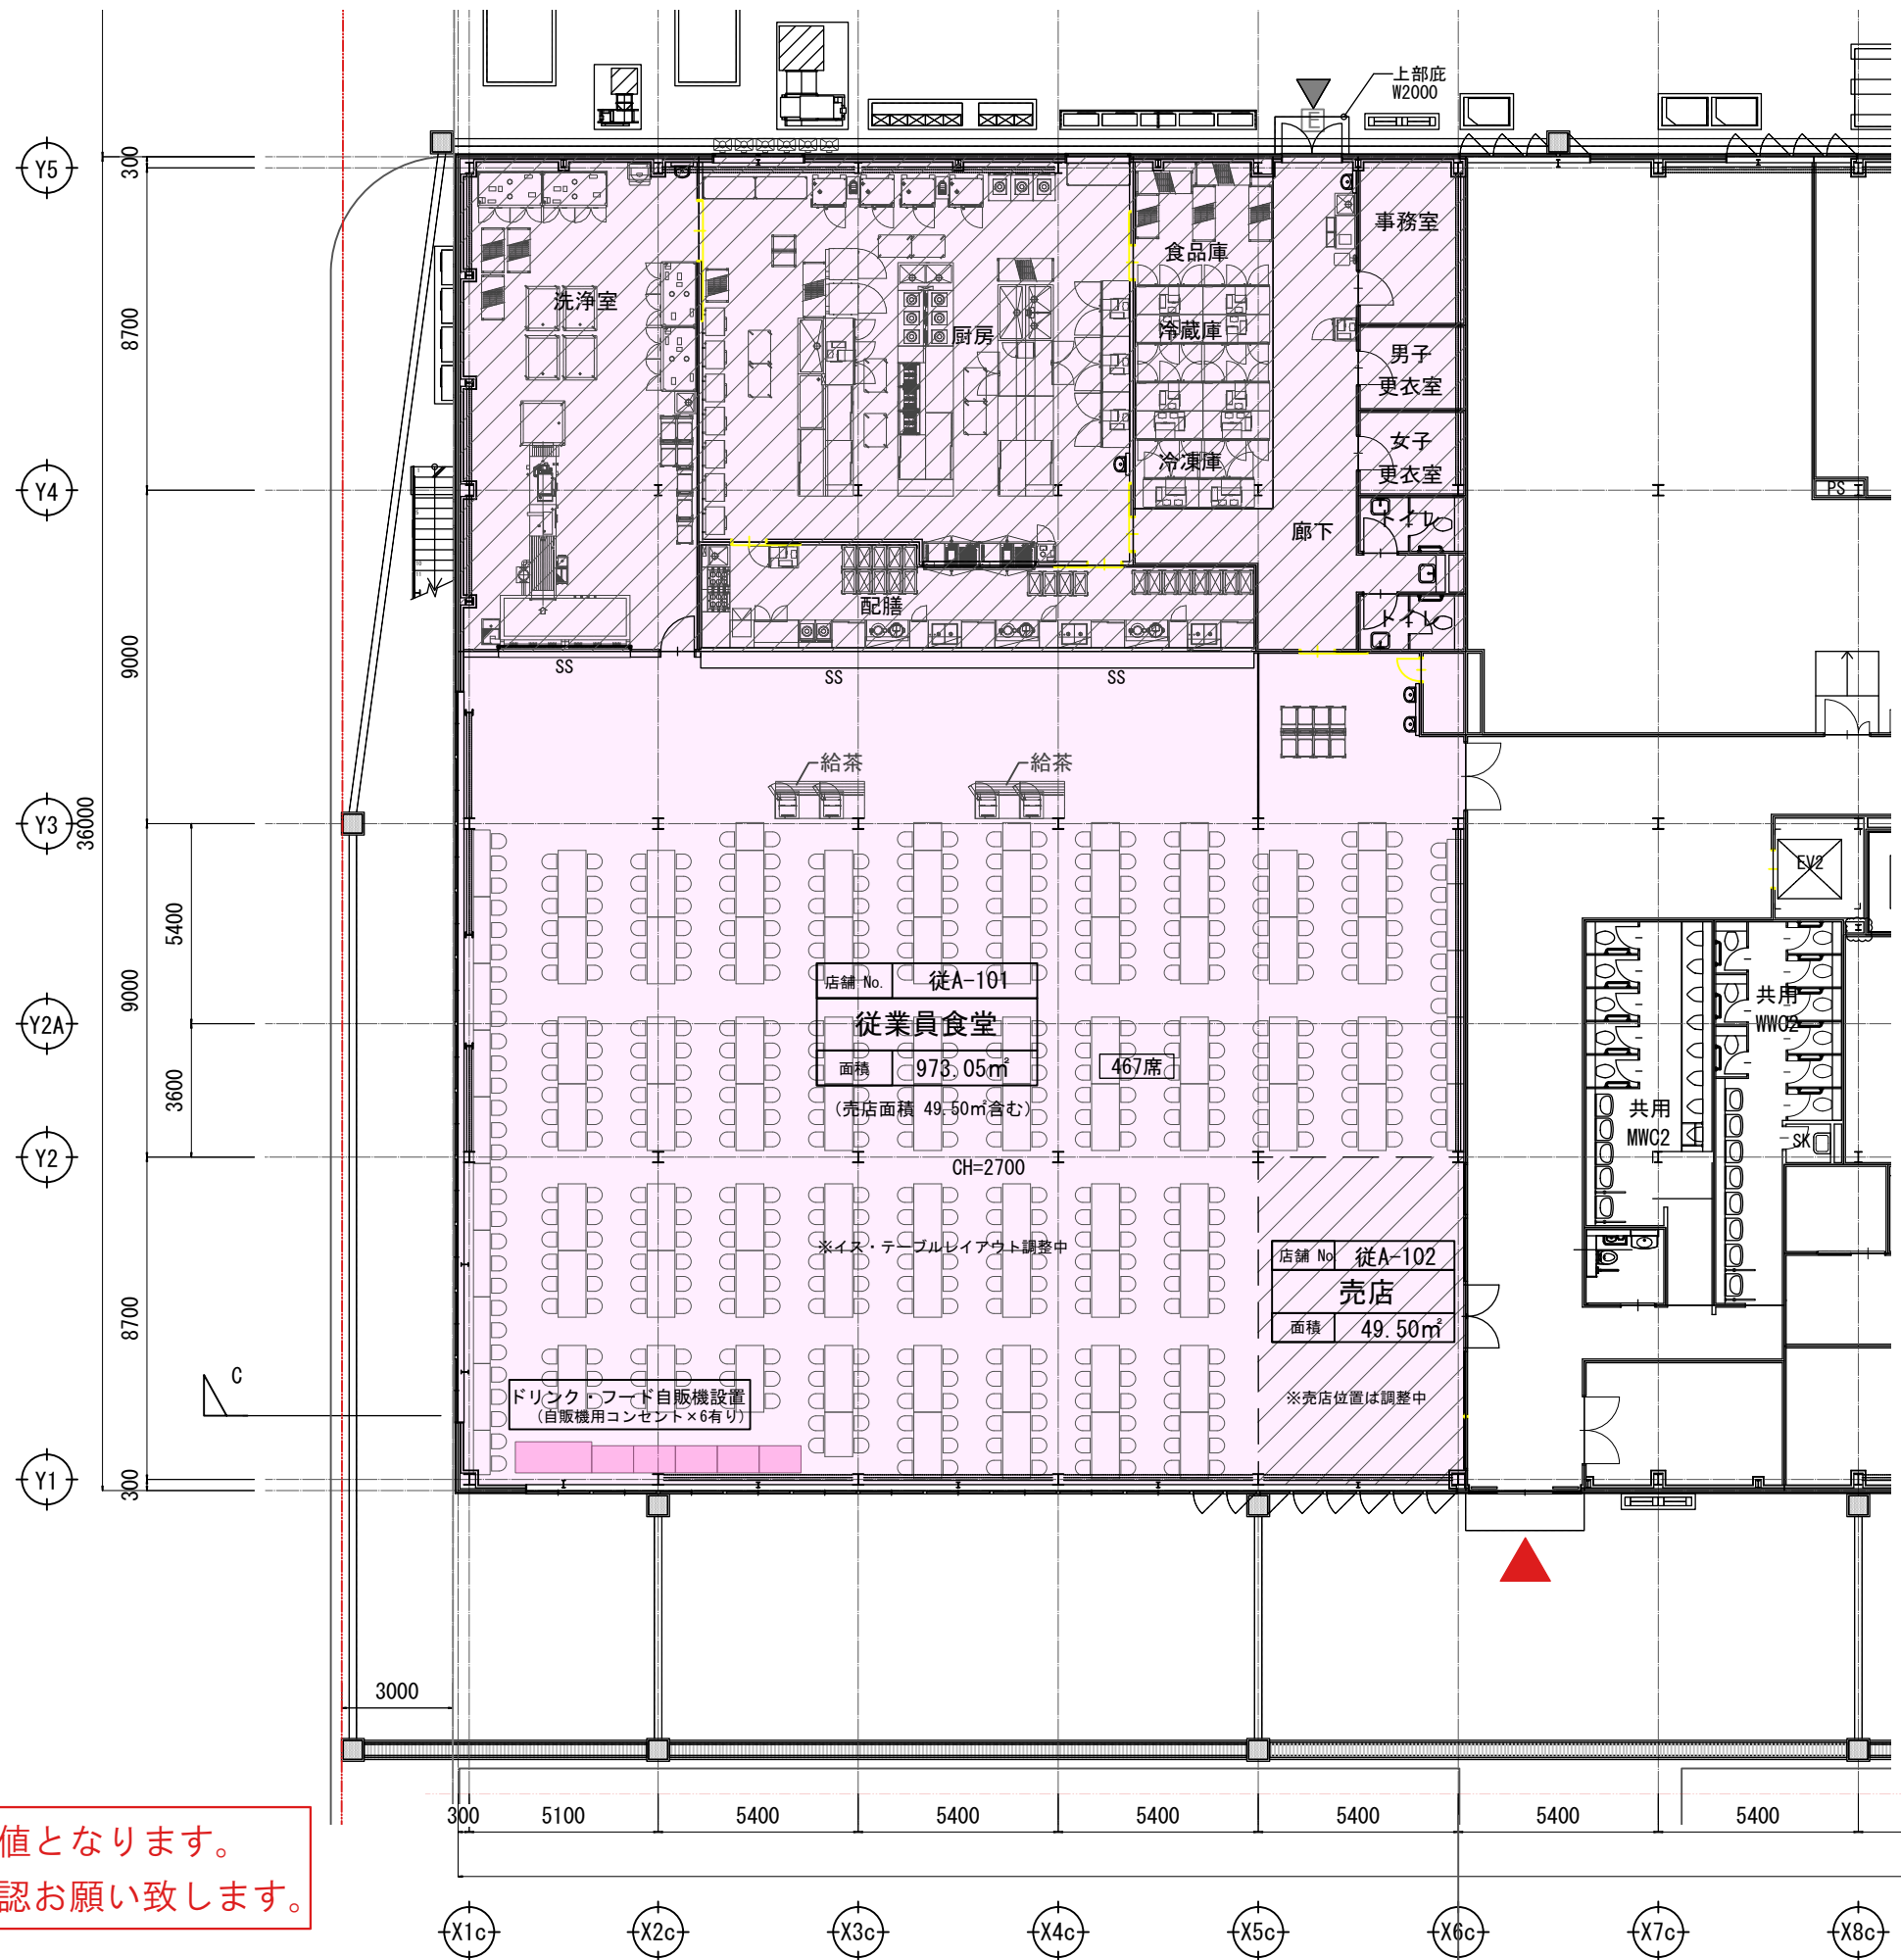 上部庇
W2000
E
Y5
300
事務室
食品庫
洗浄室
8700
冷蔵庫
厨房
男子
更衣室
女子
更衣室
冷凍庫
Y4
PS
トイレ
廊下
配膳
トイレ
9000
SS
SS
SS
給茶
給茶
Y3
36000
EV2
5400
店舗 No.
従A-101
従業員食堂
面積
973.05㎡
(売店面積 49.50㎡含む)
467席
共用
WWC2
Y2A
9000
3600
共用
MWC2
SK
Y2
CH=2700
※イス・テーブルレイアウト調整中
店舗 No
従A-102
売店
面積
49.50㎡
8700
C
ドリンク・フード自販機設置
(自販機用コンセント×6有り)
※売店位置は調整中
Y1
300
3000
300
5100
5400
5400
5400
5400
5400
5400
値となります。
認お願い致します。
X1c
X2c
X3c
X4c
X5c
X6c
X7c
X8c